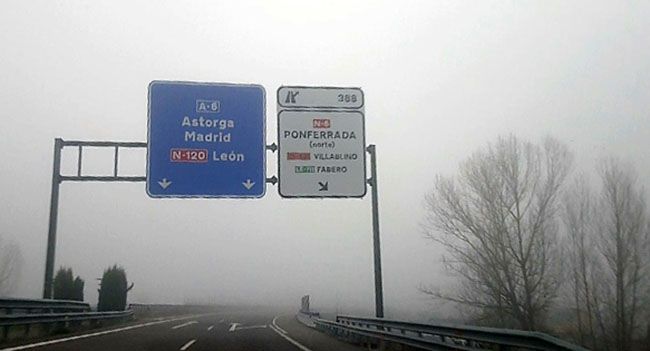 A-6
Astorga
Madrid
N-120 León
388
N-6
PONFERRADA
(norte)
VILLABLINO
FABERO